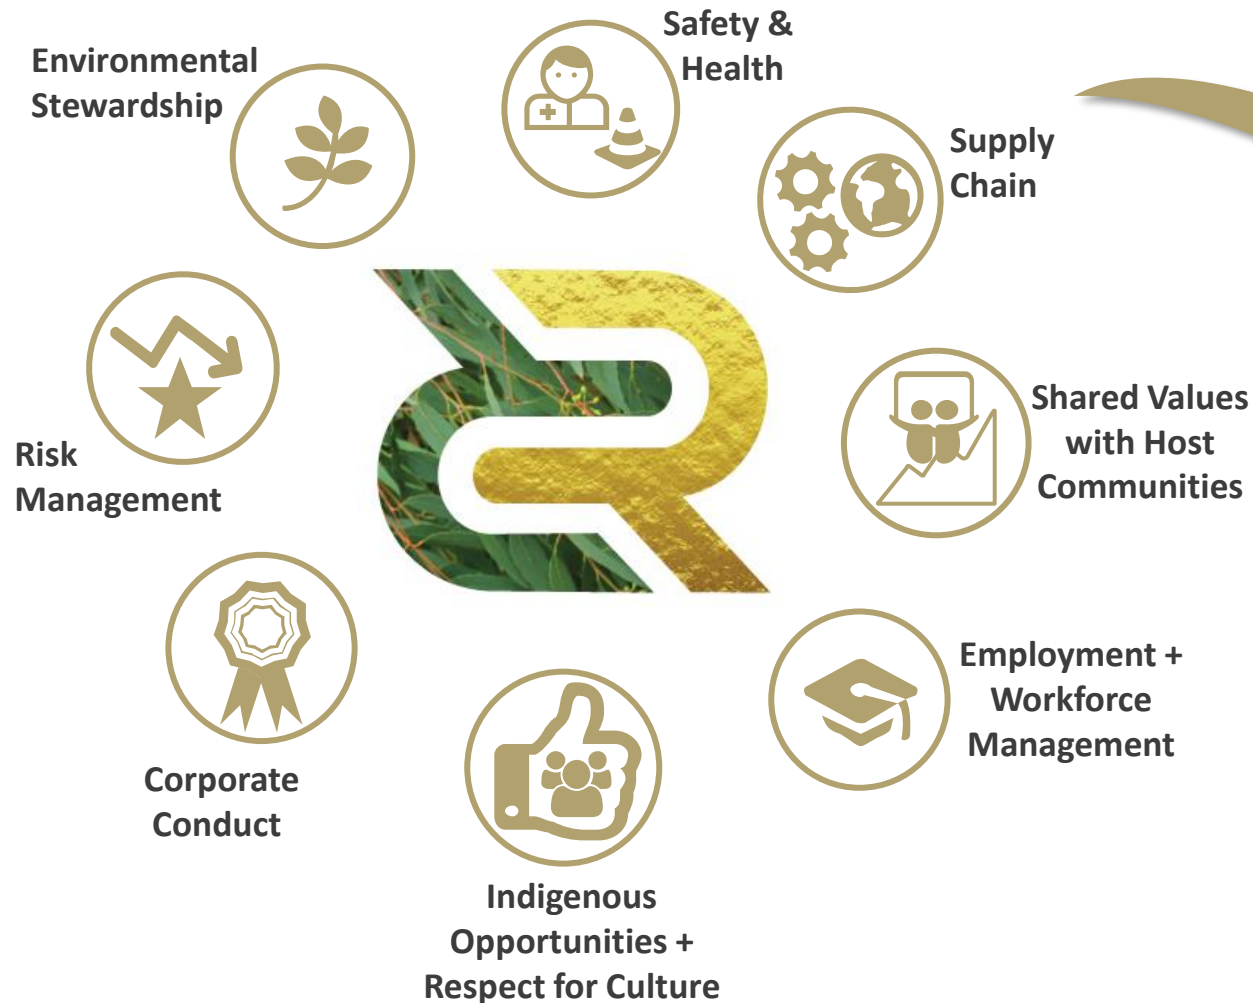 Safety &
Health
Environmental
Stewardship
Supply
Chain
Shared Values
with Host
Communities
Risk
Management
Employment +
Workforce
Management
Corporate
Conduct
Indigenous
Opportunities +
Respect for Culture